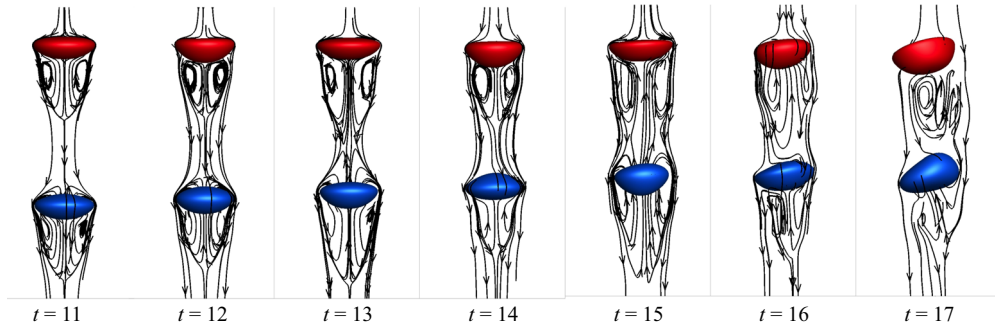 t = 11 t = 12 t = 13 t = 14 t = 15 t = 16 t = 17